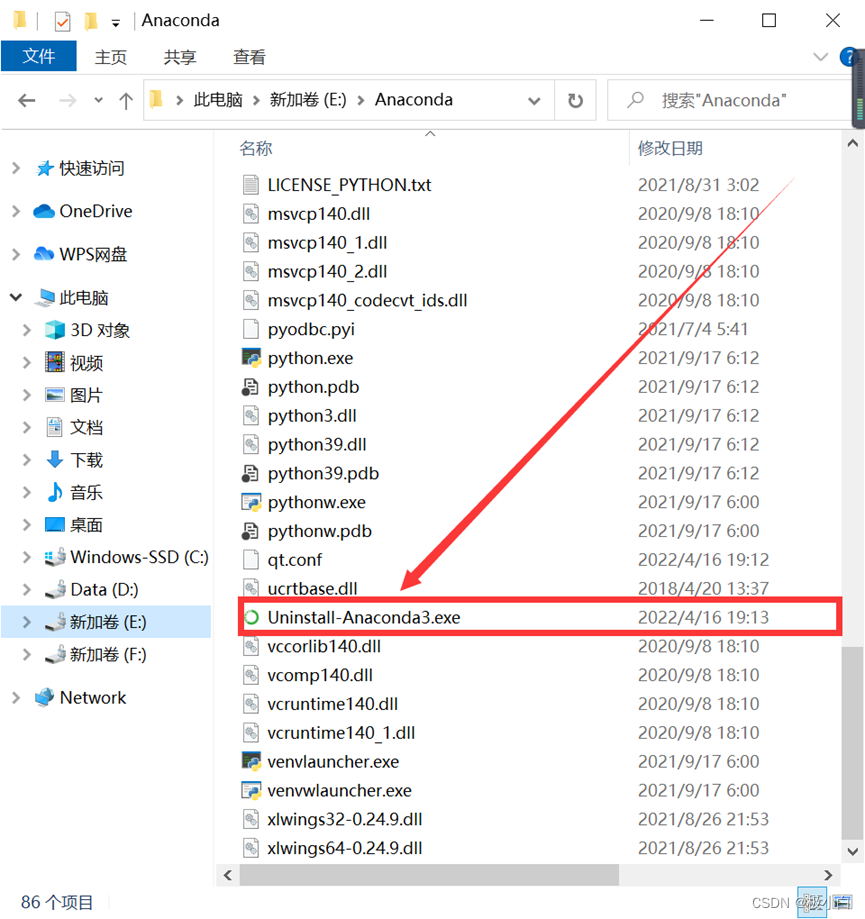 Anaconda
文件 主页 共享 查看
此电脑 新加卷 (E:) Anaconda 搜索"Anaconda"
名称 修改日期
快速访问
OneDrive
WPS网盘
此电脑
3D 对象
视频
图片
文档
下载
音乐
桌面
Windows-SSD (C:)
Data (D:)
新加卷 (E:)
新加卷 (F:)
Network
LICENSE_PYTHON.txt 2021/8/31 3:02
msvcp140.dll 2020/9/8 18:10
msvcp140_1.dll 2020/9/8 18:10
msvcp140_2.dll 2020/9/8 18:10
msvcp140_codecvt_ids.dll 2020/9/8 18:10
pyodbc.pyi 2021/7/4 5:41
python.exe 2021/9/17 6:12
python.pdb 2021/9/17 6:12
python3.dll 2021/9/17 6:12
python39.dll 2021/9/17 6:12
python39.pdb 2021/9/17 6:12
pythonw.exe 2021/9/17 6:00
pythonw.pdb 2021/9/17 6:00
qt.conf 2022/4/16 19:12
ucrtbase.dll 2018/4/20 13:37
Uninstall-Anaconda3.exe 2022/4/16 19:13
vccorlib140.dll 2020/9/8 18:10
vcomp140.dll 2020/9/8 18:10
vcruntime140.dll 2020/9/8 18:10
vcruntime140_1.dll 2020/9/8 18:10
venvlauncher.exe 2021/9/17 6:00
venvwlauncher.exe 2021/9/17 6:00
xlwings32-0.24.9.dll 2021/8/26 21:53
xlwings64-0.24.9.dll 2021/8/26 21:53
86 个项目
CSDN